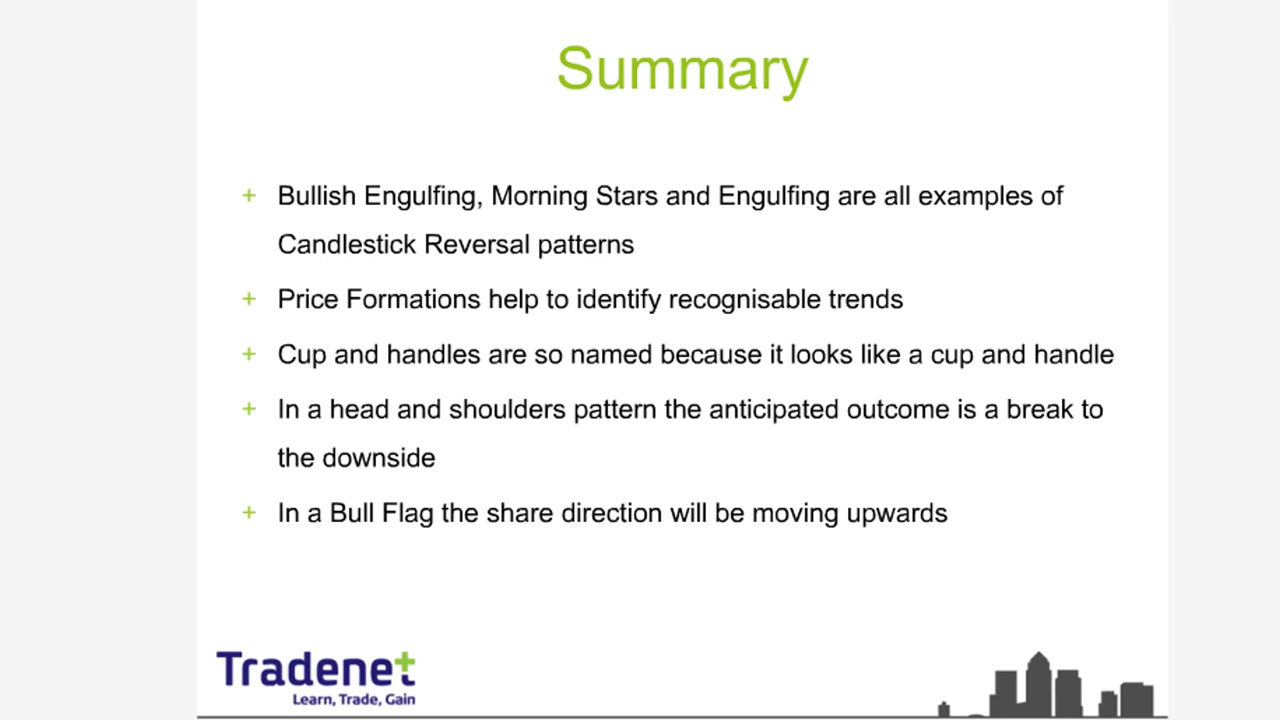 Summary
+ Bullish Engulfing, Morning Stars and Engulfing are all examples of
Candlestick Reversal patterns
+ Price Formations help to identify recognisable trends
+ Cup and handles are so named because it looks like a cup and handle
+ In a head and shoulders pattern the anticipated outcome is a break to
the downside
+ In a Bull Flag the share direction will be moving upwards
Tradenet
Learn, Trade, Gain